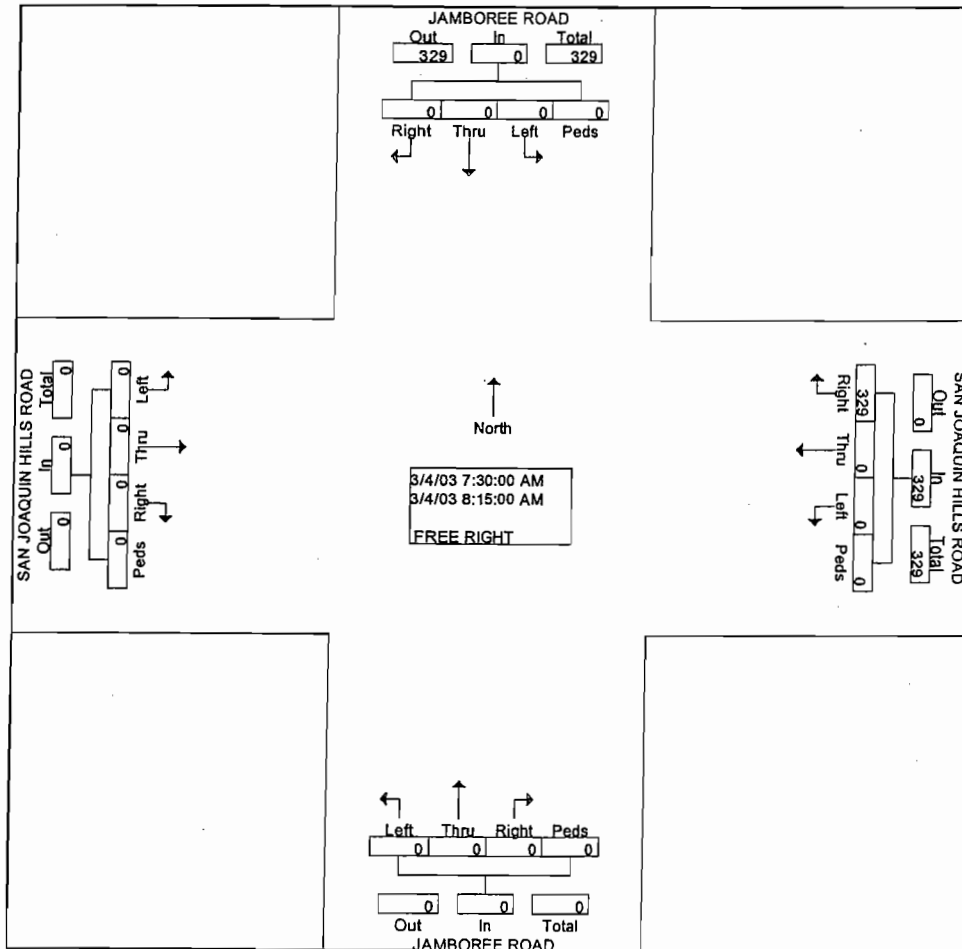 JAMBOREE ROAD
Out In Total
329 0 329
0 0 0 0
Right Thru Left Peds
SAN JOAQUIN HILLS ROAD
Total In Out
0 0 0
0 0 0 0
Left Thru Right Peds
North
3/4/03 7:30:00 AM
3/4/03 8:15:00 AM
FREE RIGHT
Right Thru Left Peds
329 0 0 0
Out In Total
0 329 329
SAN JOAQUIN HILLS ROAD
Left Thru Right Peds
0 0 0 0
0 0 0
Out In Total
JAMBOREE ROAD